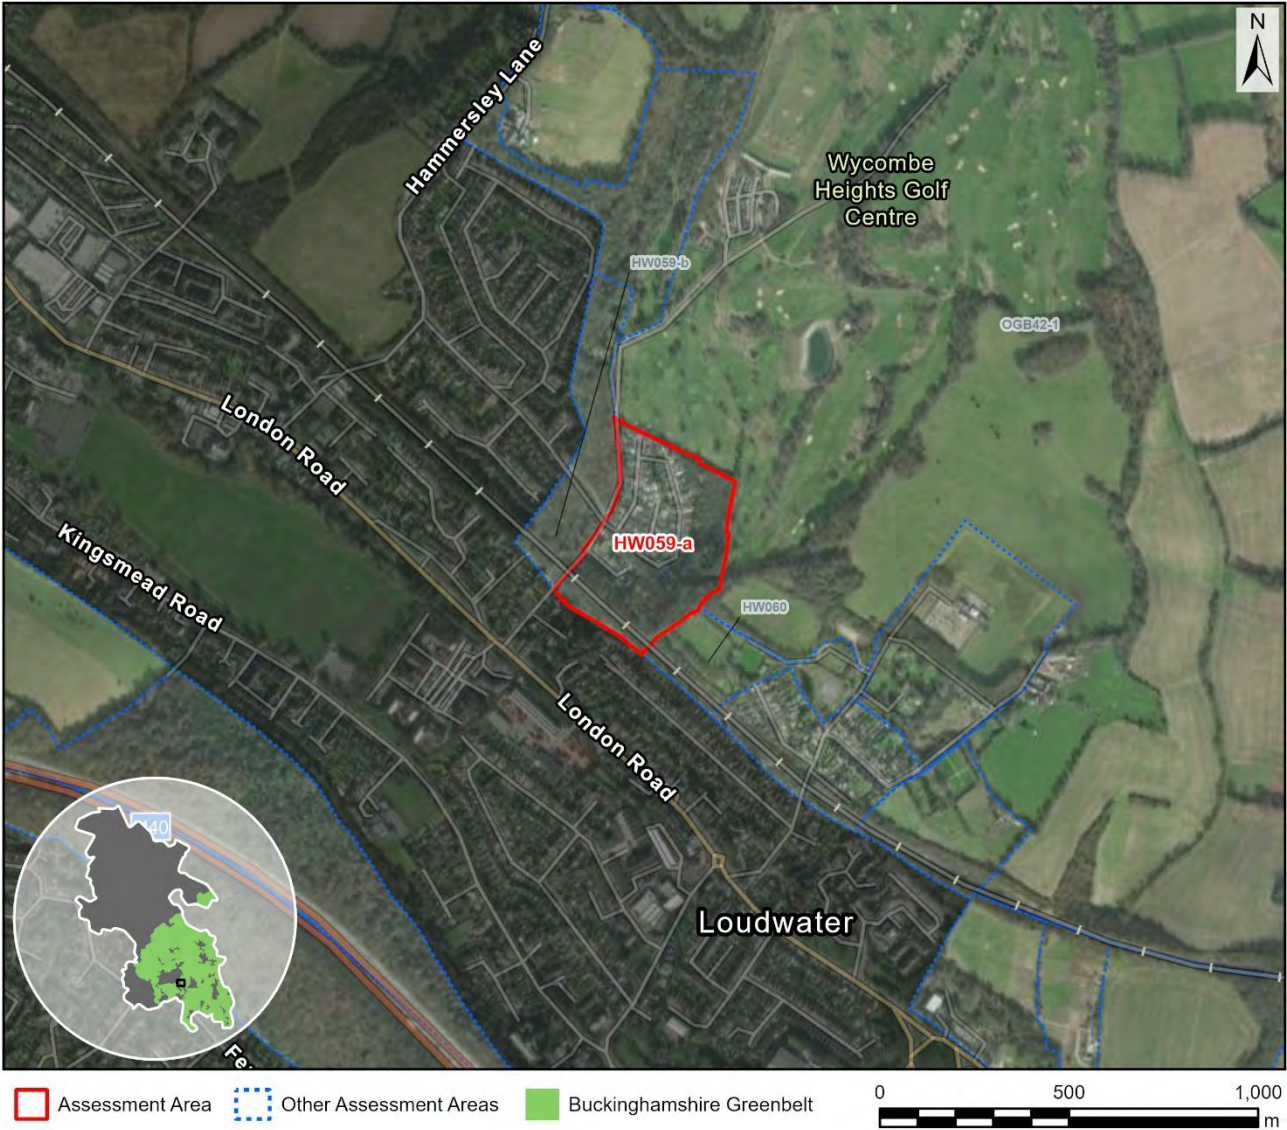 N
Hammersley Lane
Wycombe
Heights Golf
Centre
HW059-b
OGB42-1
London Road
HW059-a
Kingsmead Road
HW060
London Road
Loudwater
Assessment Area
Other Assessment Areas
Buckinghamshire Greenbelt
0 500 1,000
m